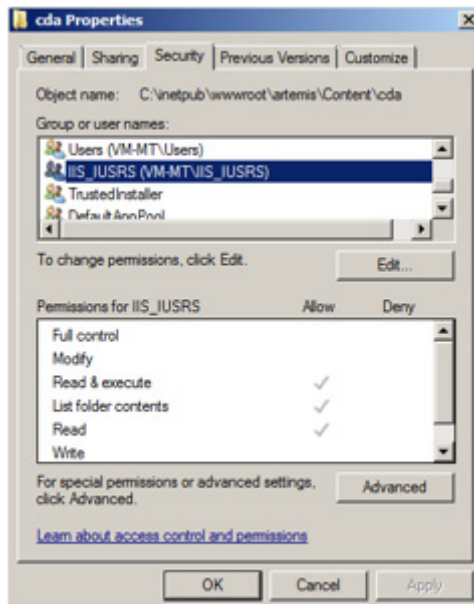 cda Properties
General Sharing Security Previous Versions Customize
Object name: C:\inetpub\wwwroot\artemis\Content\cda
Group or user names:
Users (VM-MT\Users)
IIS_IUSRS (VM-MT\IIS_IUSRS)
TrustedInstaller
DefaultAppPool
To change permissions, click Edit.
Edit...
Permissions for IIS_IUSRS Allow Deny
Full control
Modify
Read & execute
List folder contents
Read
Write
For special permissions or advanced settings,
click Advanced.
Advanced
Learn about access control and permissions
OK Cancel Apply